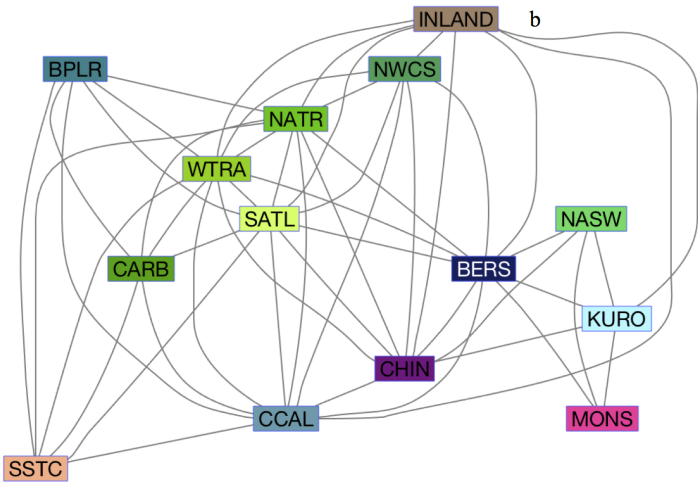 INLAND b
BPLR NWCS
NATR
WTRA
SATL NASW
CARB BERS
KURO
CHIN
CCAL MONS
SSTC